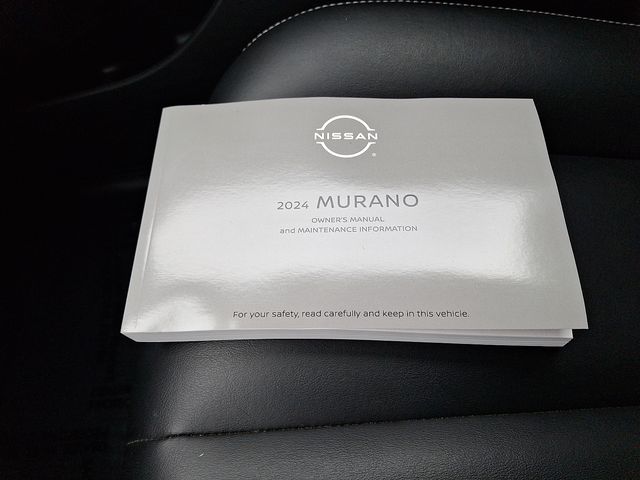 NISSAN
2024 MURANO
OWNER'S MANUAL
and MAINTENANCE INFORMATION
For your safety, read carefully and keep in this vehicle.